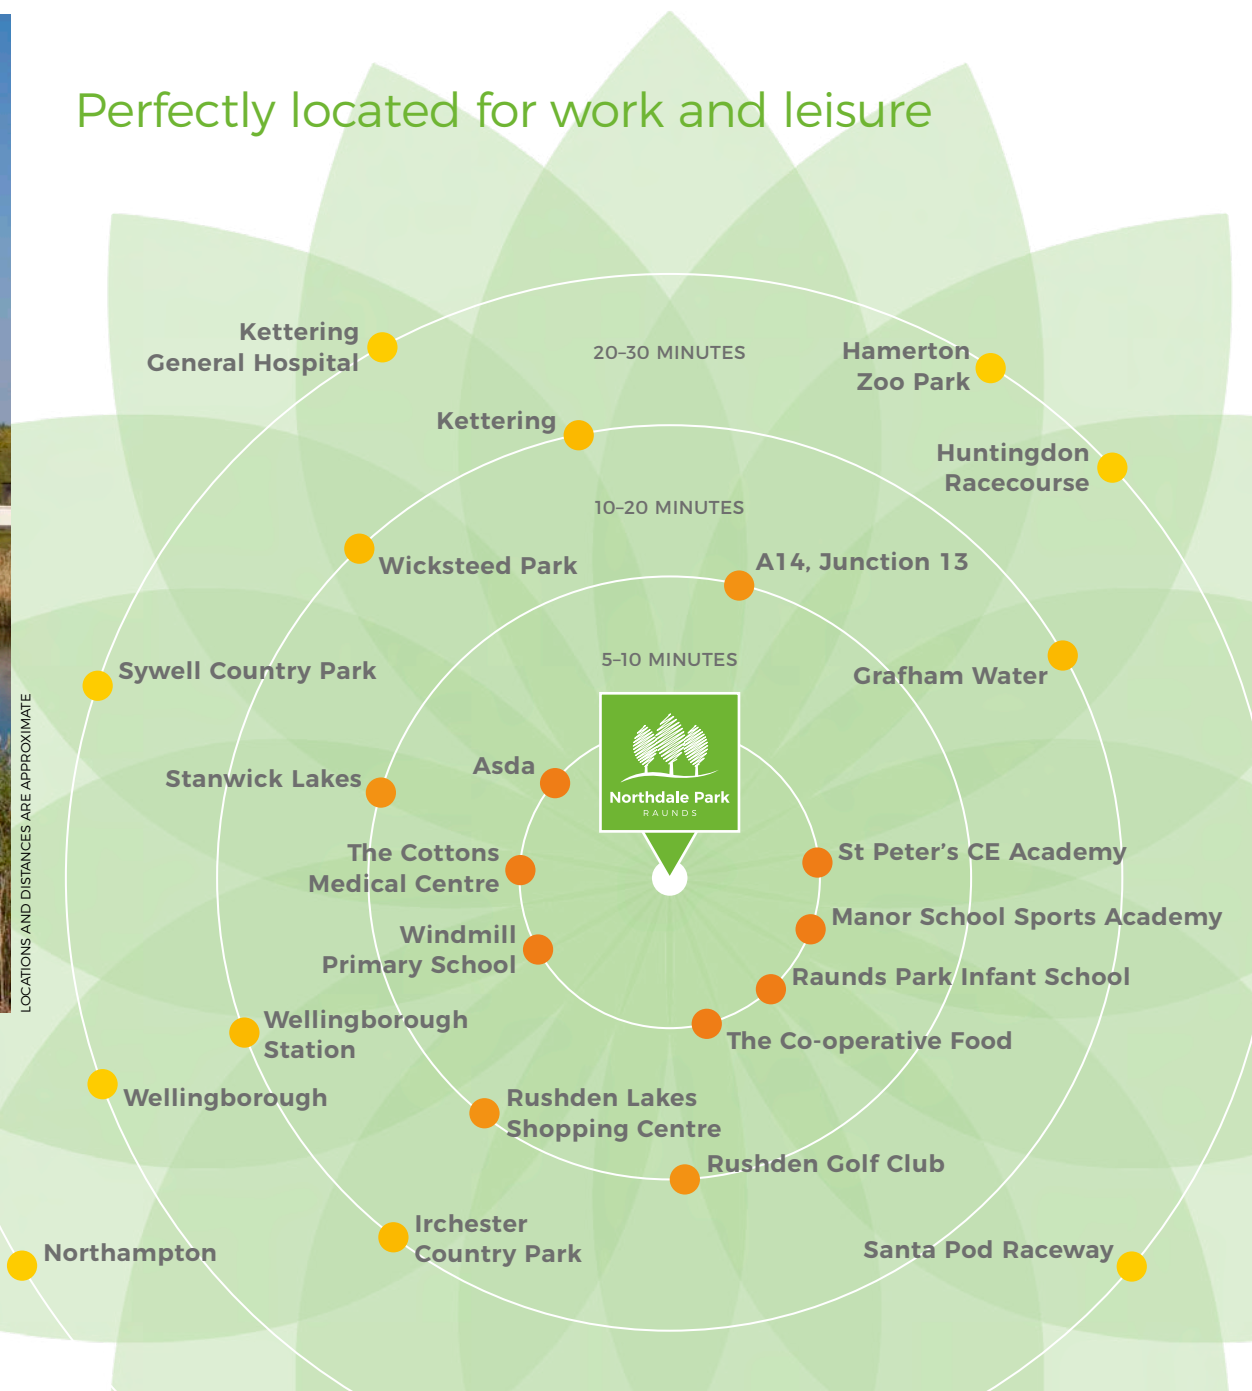 Perfectly located for work and leisure
Kettering
General Hospital
20–30 MINUTES
Hamerton
Zoo Park
Kettering
Huntingdon
Racecourse
10–20 MINUTES
Wicksteed Park
A14, Junction 13
5–10 MINUTES
Sywell Country Park
Grafham Water
Stanwick Lakes
Asda
Northdale Park
RAUNDS
The Cottons
Medical Centre
St Peter’s CE Academy
Manor School Sports Academy
Windmill
Primary School
Raunds Park Infant School
Wellingborough
Station
The Co-operative Food
Wellingborough
Rushden Lakes
Shopping Centre
Rushden Golf Club
Irchester
Country Park
Northampton
Santa Pod Raceway
LOCATIONS AND DISTANCES ARE APPROXIMATE